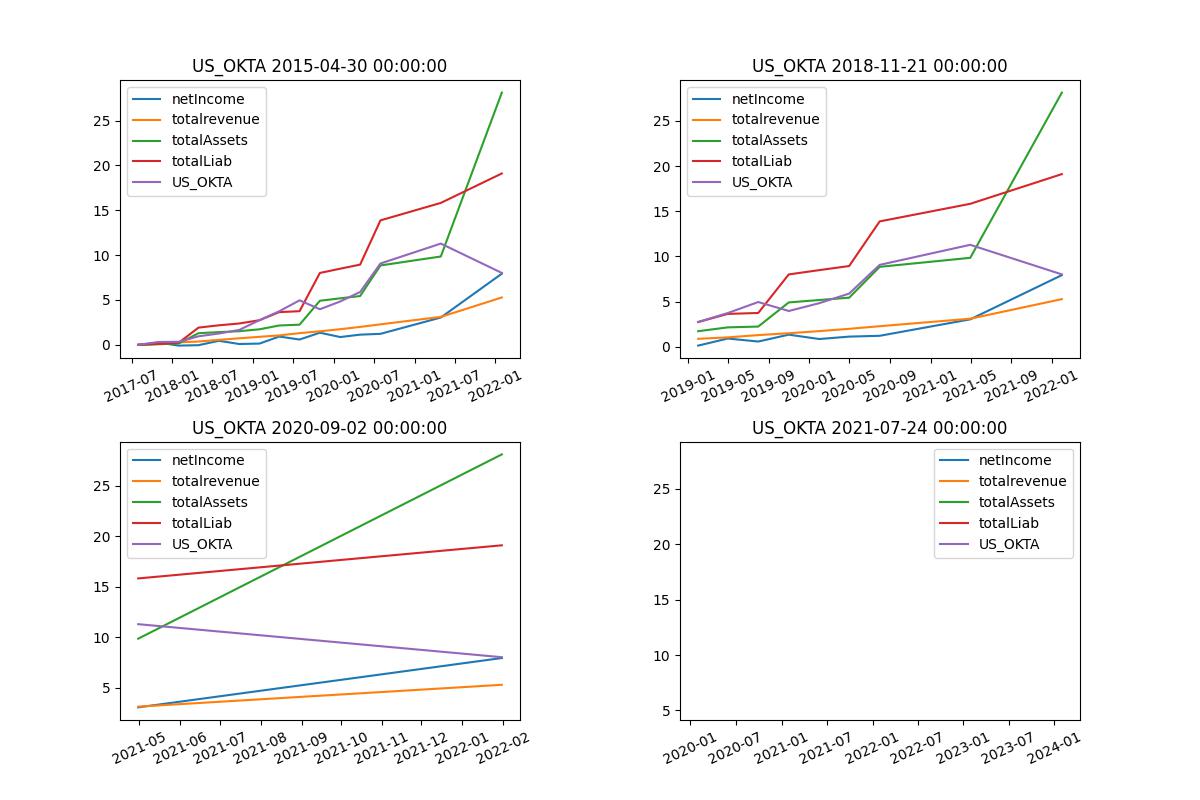 US_OKTA 2015-04-30 00:00:00
netIncome
totalrevenue
totalAssets
totalLiab
US_OKTA
25
20
15
10
5
0
2017-07 2018-01 2018-07 2019-01 2019-07 2020-01 2020-07 2021-01 2021-07 2022-01
US_OKTA 2018-11-21 00:00:00
netIncome
totalrevenue
totalAssets
totalLiab
US_OKTA
25
20
15
10
5
0
2019-01 2019-05 2019-09 2020-01 2020-05 2020-09 2021-01 2021-05 2021-09 2022-01
US_OKTA 2020-09-02 00:00:00
netIncome
totalrevenue
totalAssets
totalLiab
US_OKTA
25
20
15
10
5
2021-05 2021-06 2021-07 2021-08 2021-09 2021-10 2021-11 2021-12 2022-01 2022-02
US_OKTA 2021-07-24 00:00:00
netIncome
totalrevenue
totalAssets
totalLiab
US_OKTA
25
20
15
10
5
2020-01 2020-07 2021-01 2021-07 2022-01 2022-07 2023-01 2023-07 2024-01